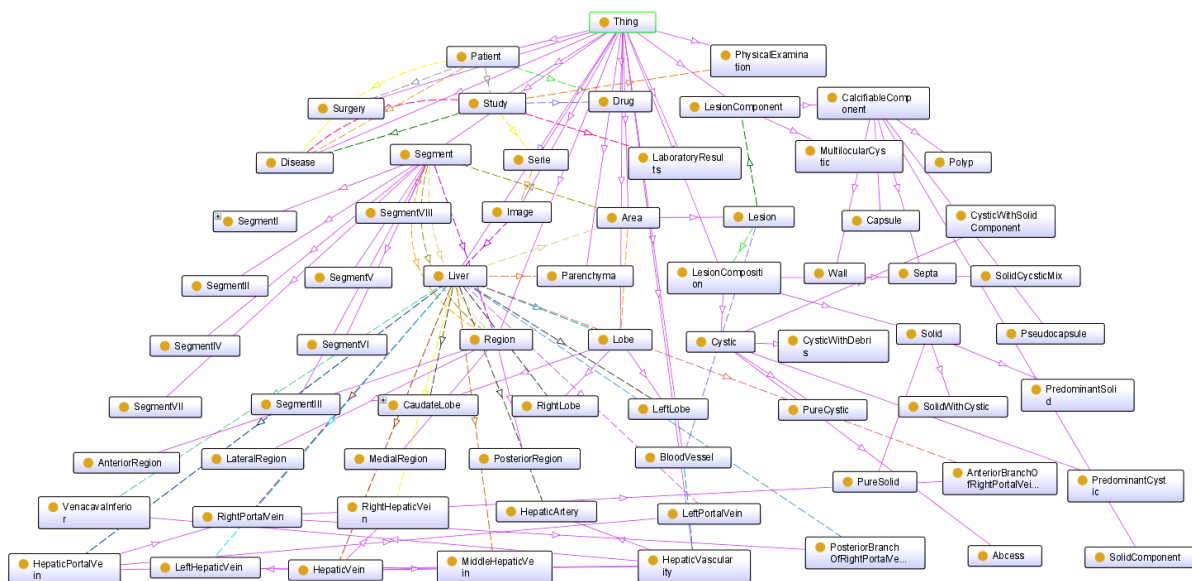 Thing
Patient
PhysicalExamina
tion
Surgery
Study
Drug
LesionComponent
CalcifiableComp
onent
Disease
Segment
Serie
LaboratoryResul
ts
MultilocularCys
tic
Polyp
SegmentI
SegmentVIII
Image
Area
Lesion
Capsule
CysticWithSolid
Component
SegmentII
SegmentV
Liver
Parenchyma
LesionCompositi
on
Wall
Septa
SolidCycsticMix
SegmentIV
SegmentVI
Region
Lobe
Cystic
CysticWithDebri
s
Solid
Pseudocapsule
SegmentVII
SegmentIII
CaudateLobe
RightLobe
LeftLobe
PureCystic
SolidWithCystic
PredominantSoli
d
AnteriorRegion
LateralRegion
MedialRegion
PosteriorRegion
BloodVessel
PureSolid
AnteriorBranchO
fRightPortalVei...
PredominantCyst
ic
VenacavaInferio
r
RightPortalVein
RightHepaticVei
n
HepaticArtery
LeftPortalVein
HepaticPortalVe
in
LeftHepaticVein
HepaticVein
MiddleHepaticV
ein
HepaticVascular
ity
PosteriorBranch
OfRightPortalVe...
Abcess
SolidComponent